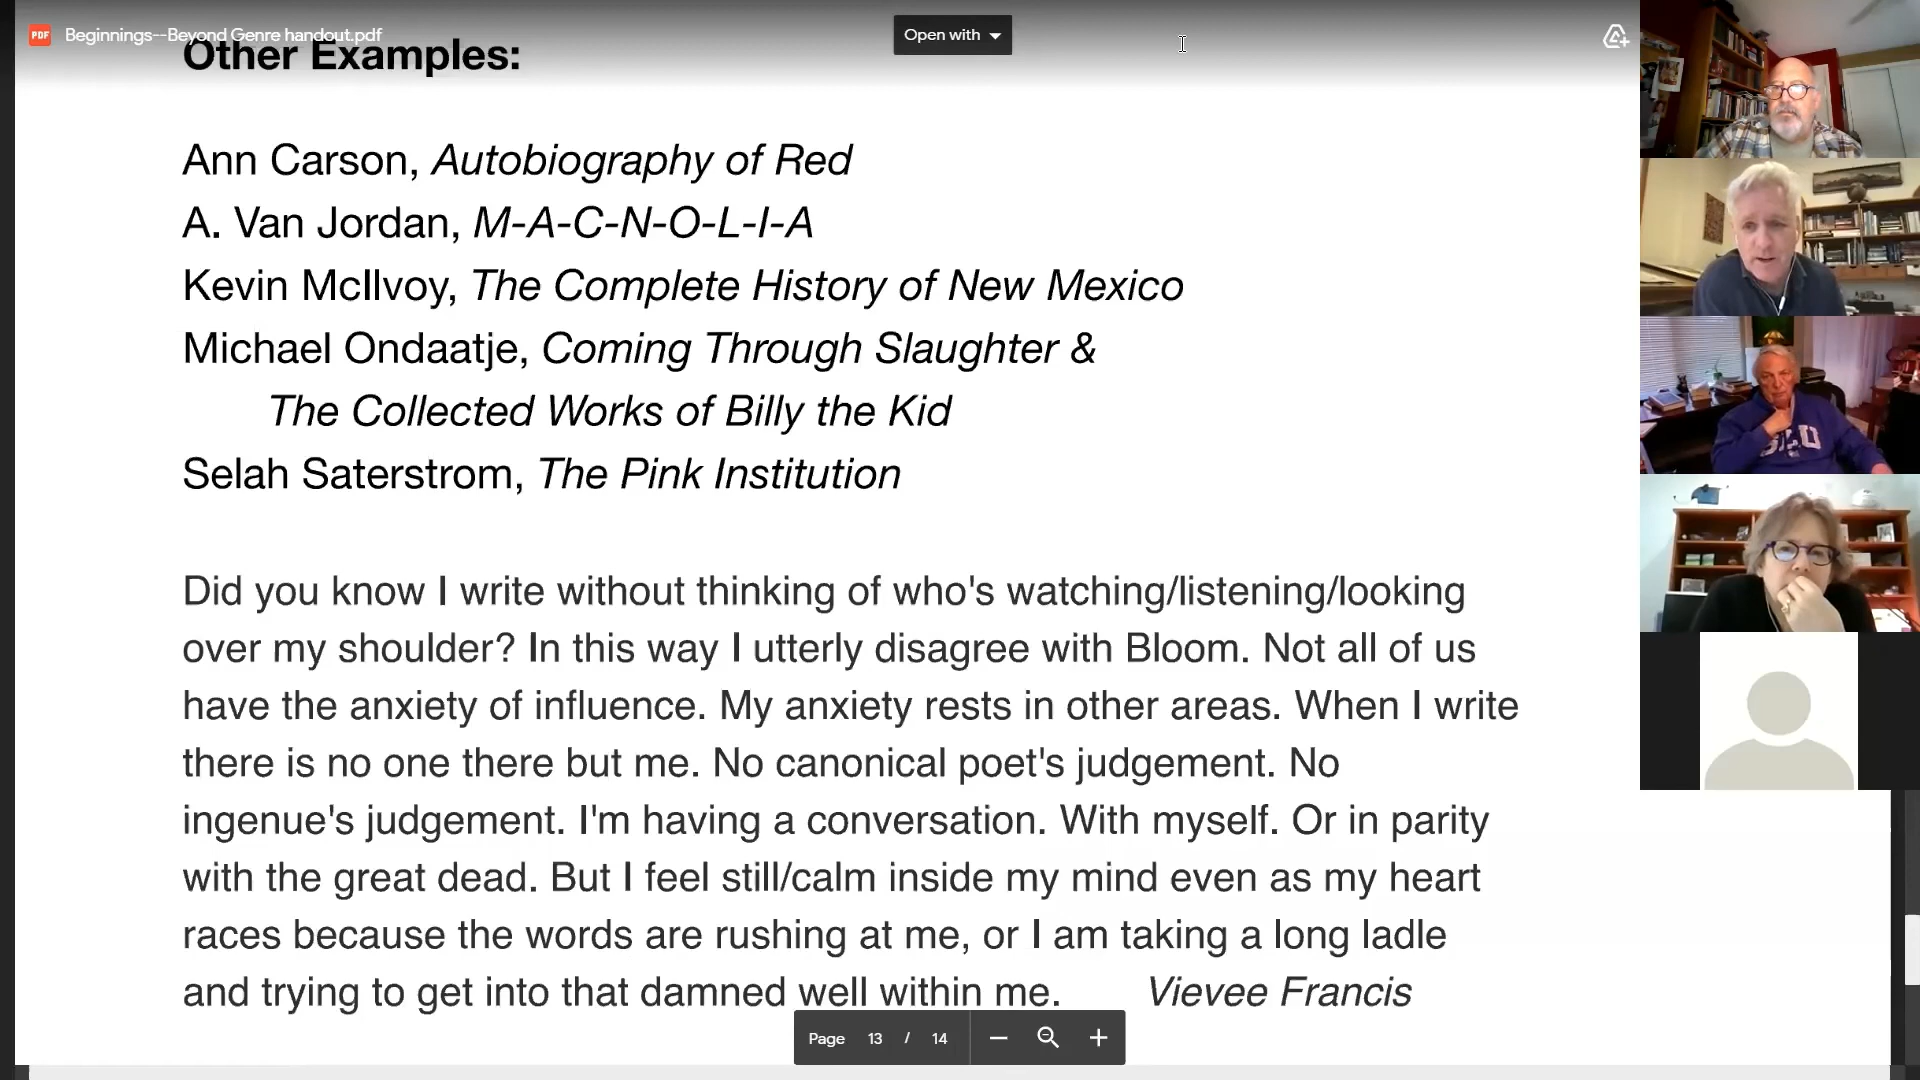 PDF Beginnings--Beyond Genre handout.pdf
Open with
Other Examples:
Ann Carson, Autobiography of Red
A. Van Jordan, M-A-C-N-O-L-I-A
Kevin McIlvoy, The Complete History of New Mexico
Michael Ondaatje, Coming Through Slaughter &
The Collected Works of Billy the Kid
Selah Saterstrom, The Pink Institution
Did you know I write without thinking of who's watching/listening/looking
over my shoulder? In this way I utterly disagree with Bloom. Not all of us
have the anxiety of influence. My anxiety rests in other areas. When I write
there is no one there but me. No canonical poet's judgement. No
ingenue's judgement. I'm having a conversation. With myself. Or in parity
with the great dead. But I feel still/calm inside my mind even as my heart
races because the words are rushing at me, or I am taking a long ladle
and trying to get into that damned well within me. Vievee Francis
Page 13 / 14